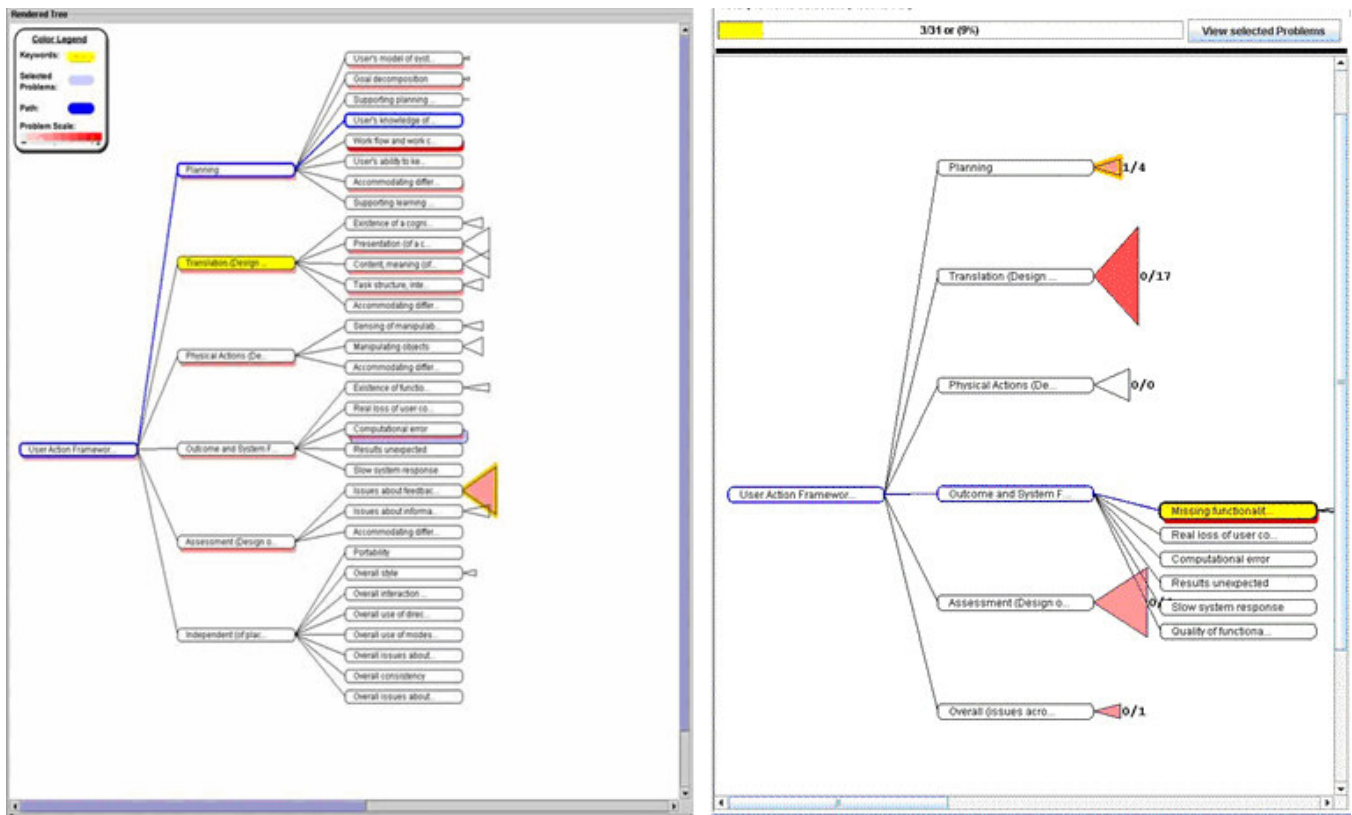 Rendered Tree
Color Legend
Keywords:
Selected
Problems:
Path:
Problem Scale:
User's model of syst...
Goal decomposition
Supporting planning ...
User's knowledge of ...
Work flow and work c...
User's ability to ke...
Accommodating differ...
Supporting learning ...
Planning
Existence of a cogni...
Presentation (of a c...
Content, meaning (of...
Task structure, inte...
Accommodating differ...
Translation (Design ...
Sensing of manipulab...
Manipulating objects
Accommodating differ...
Physical Actions (De...
Existence of functio...
Real loss of user co...
Computational error
Results unexpected
Slow system response
Outcome and System F...
User Action Framewor...
Issues about feedbac...
Issues about informa...
Accommodating differ...
Assessment (Design o...
Portability
Overall style
Overall interaction ...
Overall use of direc...
Overall use of modes...
Overall issues about...
Overall consistency
Overall issues about...
Independent (of plac...
3/31 or (9%)
View selected Problems
Planning
1/4
Translation (Design ...
0/17
Physical Actions (De...
0/0
User Action Framewor...
Outcome and System F...
Missing functionalit...
Real loss of user co...
Computational error
Results unexpected
Slow system response
Quality of functiona...
Assessment (Design o...
Overall (issues acro...
0/1